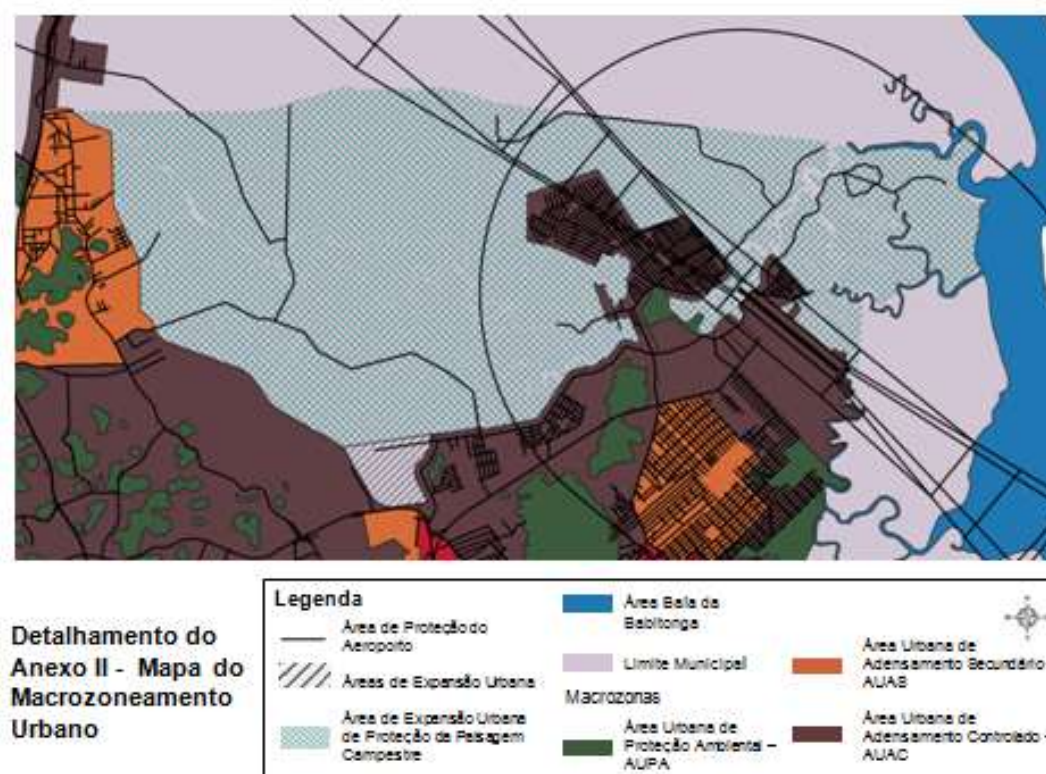 Detalhamento do
Anexo II - Mapa do
Macrozoneamento
Urbano
Legenda
Área de Proteção do
Aeroporto
Áreas de Expansão Urbana
Área de Expansão Urbana
de Proteção da Paisagem
Campestre
Área Baía da
Babitonga
Limite Municipal
Macrozonas
Área Urbana de
Proteção Ambiental –
AUPA
Área Urbana de
Adensamento Secundário
AUAS
Área Urbana de
Adensamento Controlado -
AUAC